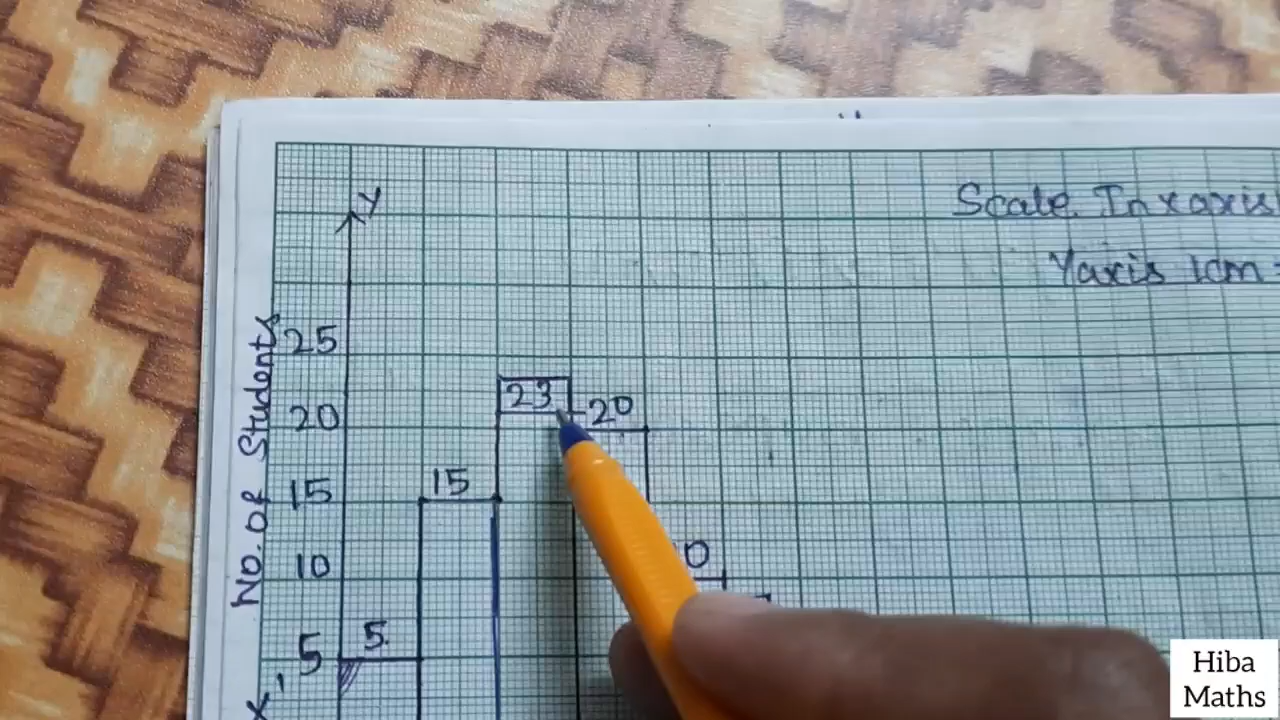 Y
Scale. In x axis
Y axis 1cm =
No. of Students
25
20
15
10
5
23
20
15
5
Hiba
Maths